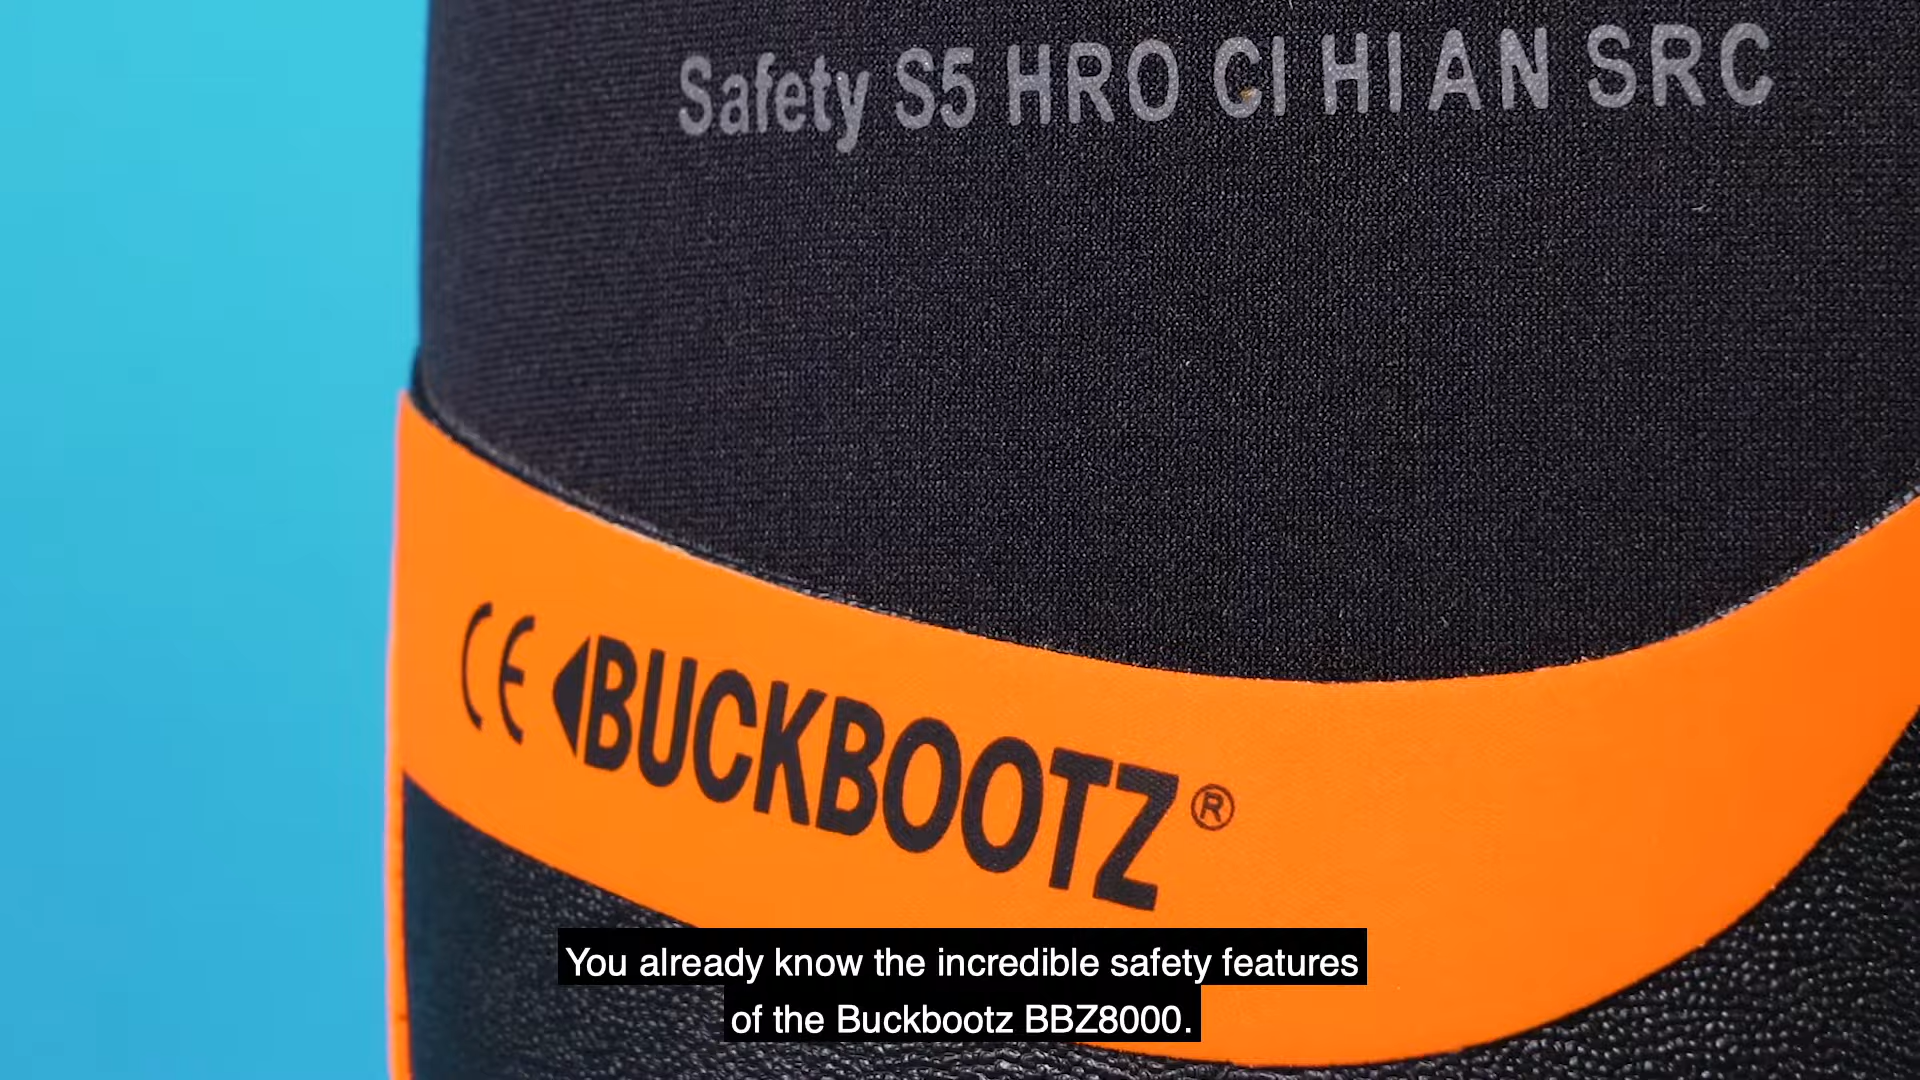 Safety S5 HRO CI HI AN SRC
CE BUCKBOOTZ®
You already know the incredible safety features
of the Buckbootz BBZ8000.